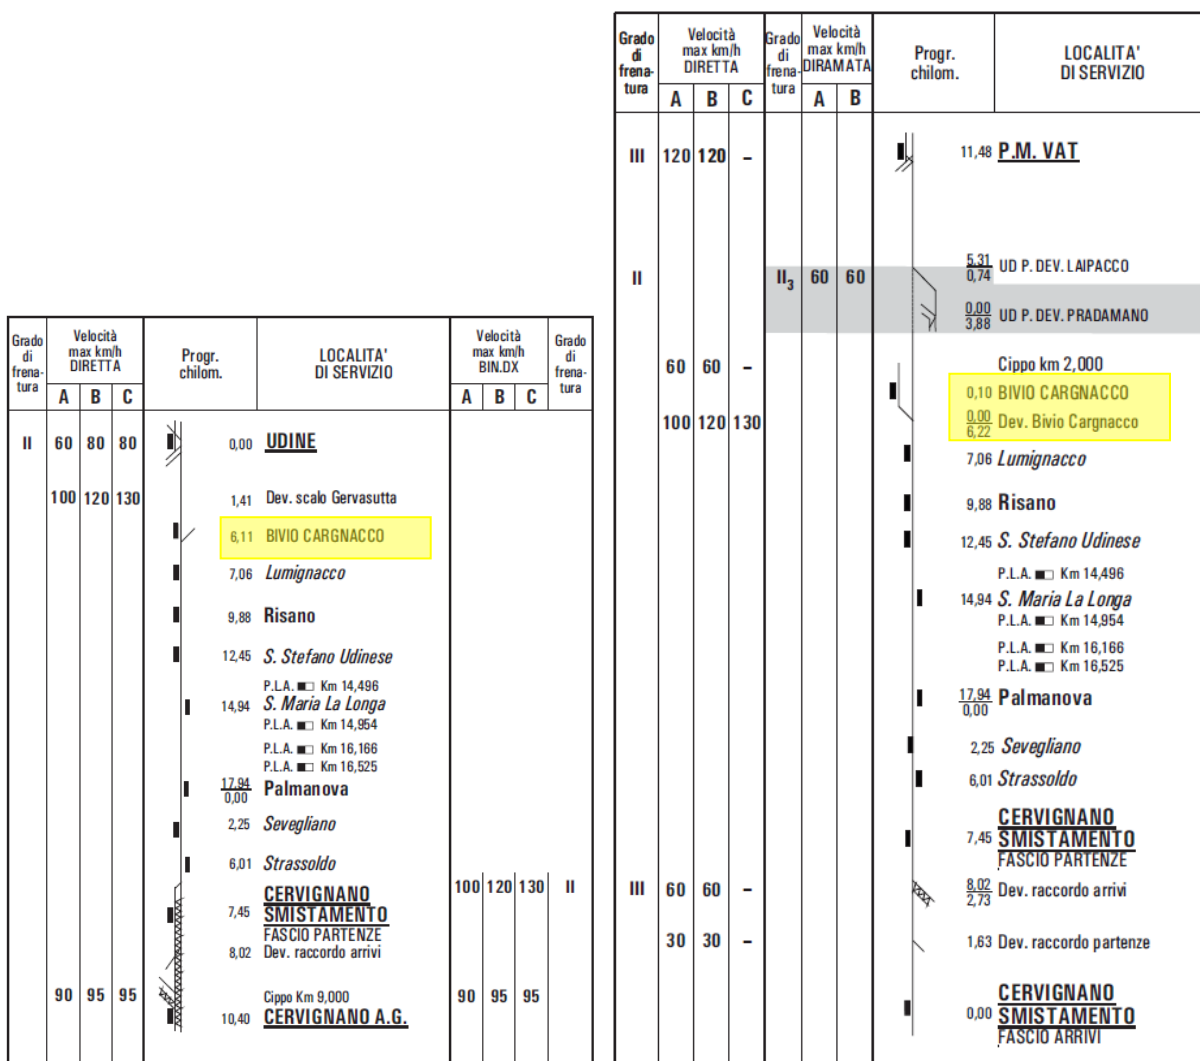 Grado di frena- tura
Velocità max km/h DIRETTA
A B C
Progr. chilom.
LOCALITA' DI SERVIZIO
Velocità max km/h BIN.DX
A B C
Grado di frena- tura
II 60 80 80 0,00 UDINE
100 120 130 1,41 Dev. scalo Gervasutta
6,11 BIVIO CARGNACCO
7,06 Lumignacco
9,88 Risano
12,45 S. Stefano Udinese
P.L.A. Km 14,496
14,94 S. Maria La Longa
P.L.A. Km 14,954
P.L.A. Km 16,166
P.L.A. Km 16,525
17,94
0,00 Palmanova
2,25 Sevegliano
6,01 Strassoldo
CERVIGNANO 100 120 130 II
7,45 SMISTAMENTO
FASCIO PARTENZE
8,02 Dev. raccordo arrivi
90 95 95 Cippo Km 9,000 90 95 95
10,40 CERVIGNANO A.G.
Grado di frena- tura
Velocità max km/h DIRETTA
A B C
Grado di frena- tura
Velocità max km/h DIRAMATA
A B
Progr. chilom.
LOCALITA' DI SERVIZIO
III 120 120 – 11,48 P.M. VAT
5,31
0,74 UD P. DEV. LAIPACCO
II II3 60 60
0,00
3,88 UD P. DEV. PRADAMANO
60 60 – Cippo km 2,000
0,10 BIVIO CARGNACCO
100 120 130 0,00
6,22 Dev. Bivio Cargnacco
7,06 Lumignacco
9,88 Risano
12,45 S. Stefano Udinese
P.L.A. Km 14,496
14,94 S. Maria La Longa
P.L.A. Km 14,954
P.L.A. Km 16,166
P.L.A. Km 16,525
17,94
0,00 Palmanova
2,25 Sevegliano
6,01 Strassoldo
CERVIGNANO
7,45 SMISTAMENTO
FASCIO PARTENZE
III 60 60 – 8,02
2,73 Dev. raccordo arrivi
30 30 – 1,63 Dev. raccordo partenze
CERVIGNANO
0,00 SMISTAMENTO
FASCIO ARRIVI